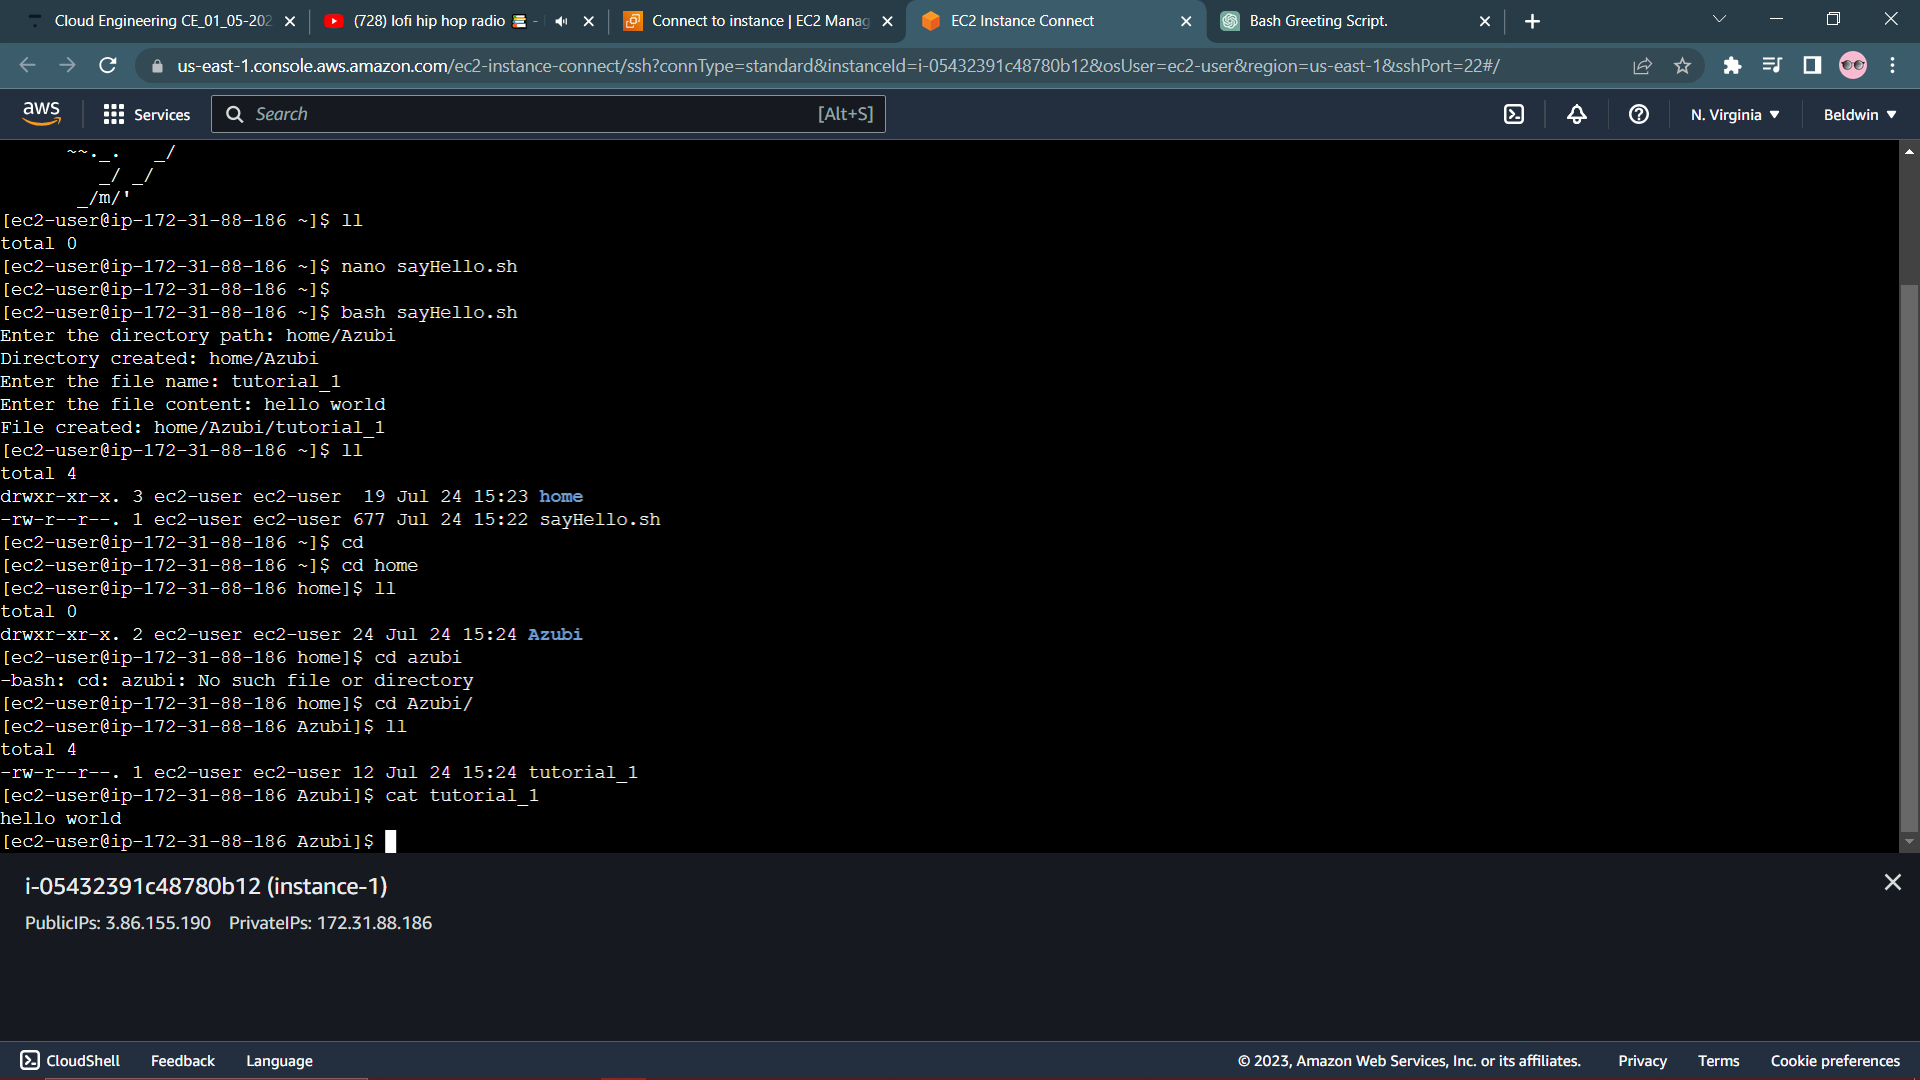 Cloud Engineering CE_01_05-202
(728) lofi hip hop radio 📚 -
Connect to instance | EC2 Manag
EC2 Instance Connect
Bash Greeting Script.
us-east-1.console.aws.amazon.com/ec2-instance-connect/ssh?connType=standard&instanceId=i-05432391c48780b12&osUser=ec2-user&region=us-east-1&sshPort=22#/
aws
Services
Search
[Alt+S]
N. Virginia
Beldwin
~~._.   _/
_/ _/
_/m/'
[ec2-user@ip-172-31-88-186 ~]$ ll
total 0
[ec2-user@ip-172-31-88-186 ~]$ nano sayHello.sh
[ec2-user@ip-172-31-88-186 ~]$
[ec2-user@ip-172-31-88-186 ~]$ bash sayHello.sh
Enter the directory path: home/Azubi
Directory created: home/Azubi
Enter the file name: tutorial_1
Enter the file content: hello world
File created: home/Azubi/tutorial_1
[ec2-user@ip-172-31-88-186 ~]$ ll
total 4
drwxr-xr-x. 3 ec2-user ec2-user  19 Jul 24 15:23 home
-rw-r--r--. 1 ec2-user ec2-user 677 Jul 24 15:22 sayHello.sh
[ec2-user@ip-172-31-88-186 ~]$ cd
[ec2-user@ip-172-31-88-186 ~]$ cd home
[ec2-user@ip-172-31-88-186 home]$ ll
total 0
drwxr-xr-x. 2 ec2-user ec2-user 24 Jul 24 15:24 Azubi
[ec2-user@ip-172-31-88-186 home]$ cd azubi
-bash: cd: azubi: No such file or directory
[ec2-user@ip-172-31-88-186 home]$ cd Azubi/
[ec2-user@ip-172-31-88-186 Azubi]$ ll
total 4
-rw-r--r--. 1 ec2-user ec2-user 12 Jul 24 15:24 tutorial_1
[ec2-user@ip-172-31-88-186 Azubi]$ cat tutorial_1
hello world
[ec2-user@ip-172-31-88-186 Azubi]$
i-05432391c48780b12 (instance-1)
PublicIPs: 3.86.155.190   PrivateIPs: 172.31.88.186
CloudShell
Feedback
Language
© 2023, Amazon Web Services, Inc. or its affiliates.
Privacy
Terms
Cookie preferences